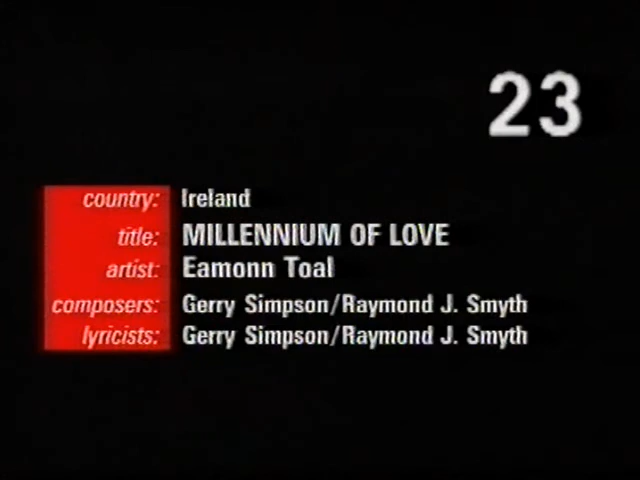 23
country: Ireland
title: MILLENNIUM OF LOVE
artist: Eamonn Toal
composers: Gerry Simpson/Raymond J. Smyth
lyricists: Gerry Simpson/Raymond J. Smyth